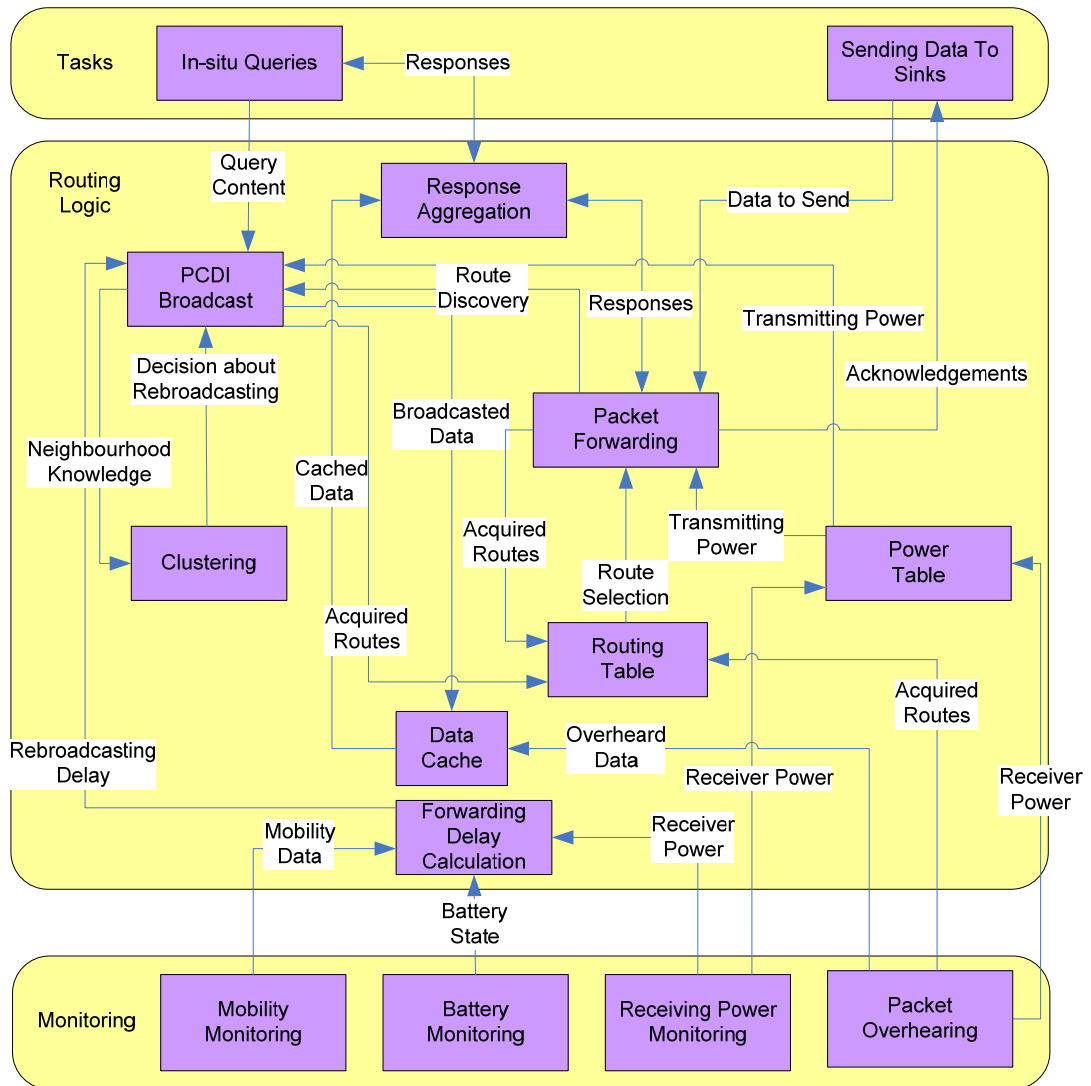 Tasks
In-situ Queries
Responses
Sending Data To
Sinks
Query
Content
Routing
Logic
Response
Aggregation
Data to Send
PCDI
Broadcast
Route
Discovery
Responses
Transmitting Power
Decision about
Rebroadcasting
Acknowledgements
Broadcasted
Data
Packet
Forwarding
Neighbourhood
Knowledge
Cached
Data
Acquired
Routes
Transmitting
Power
Clustering
Route
Selection
Power
Table
Acquired
Routes
Routing
Table
Acquired
Routes
Rebroadcasting
Delay
Data
Cache
Overheard
Data
Receiver Power
Receiver
Power
Mobility
Data
Forwarding
Delay
Calculation
Receiver
Power
Battery
State
Monitoring
Mobility
Monitoring
Battery
Monitoring
Receiving Power
Monitoring
Packet
Overhearing